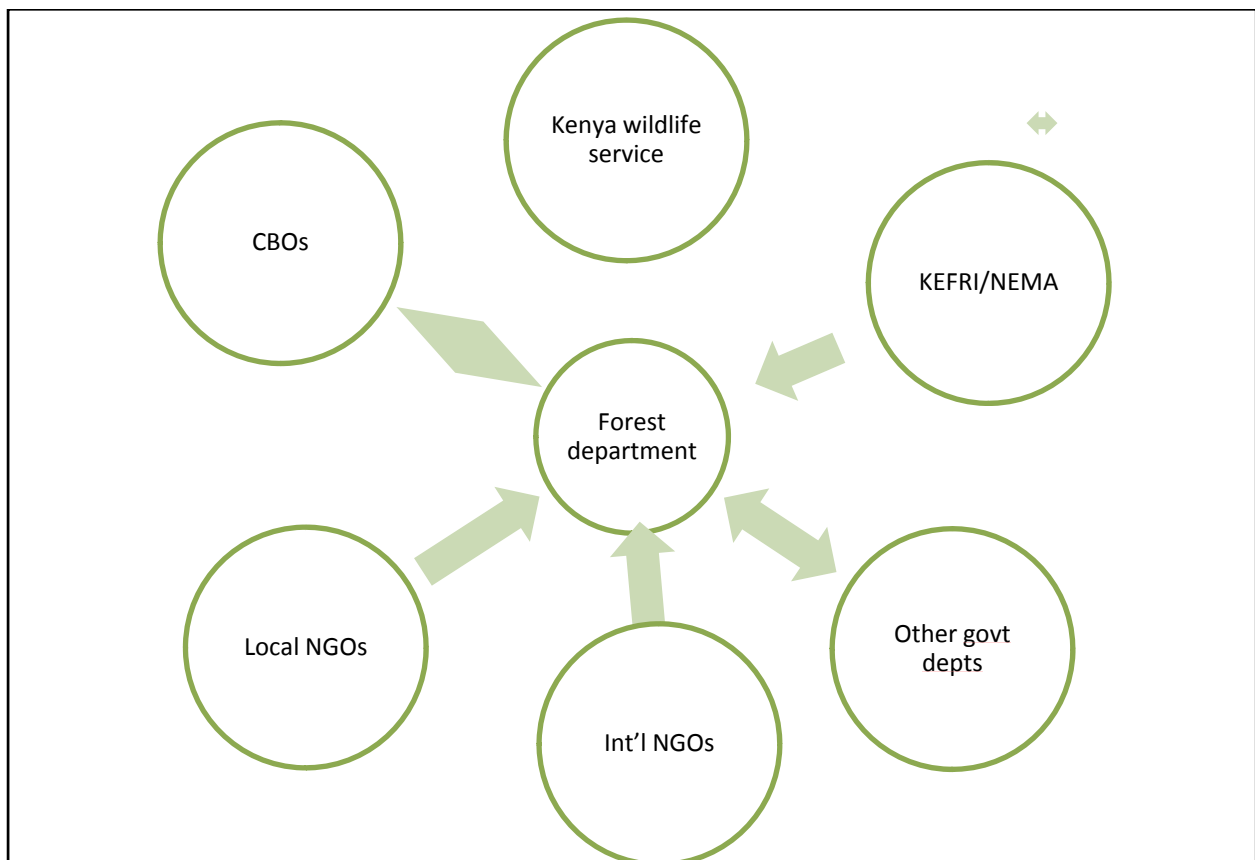 Kenya wildlife
service
CBOs
KEFRI/NEMA
Forest
department
Local NGOs
Other govt
depts
Int’l NGOs